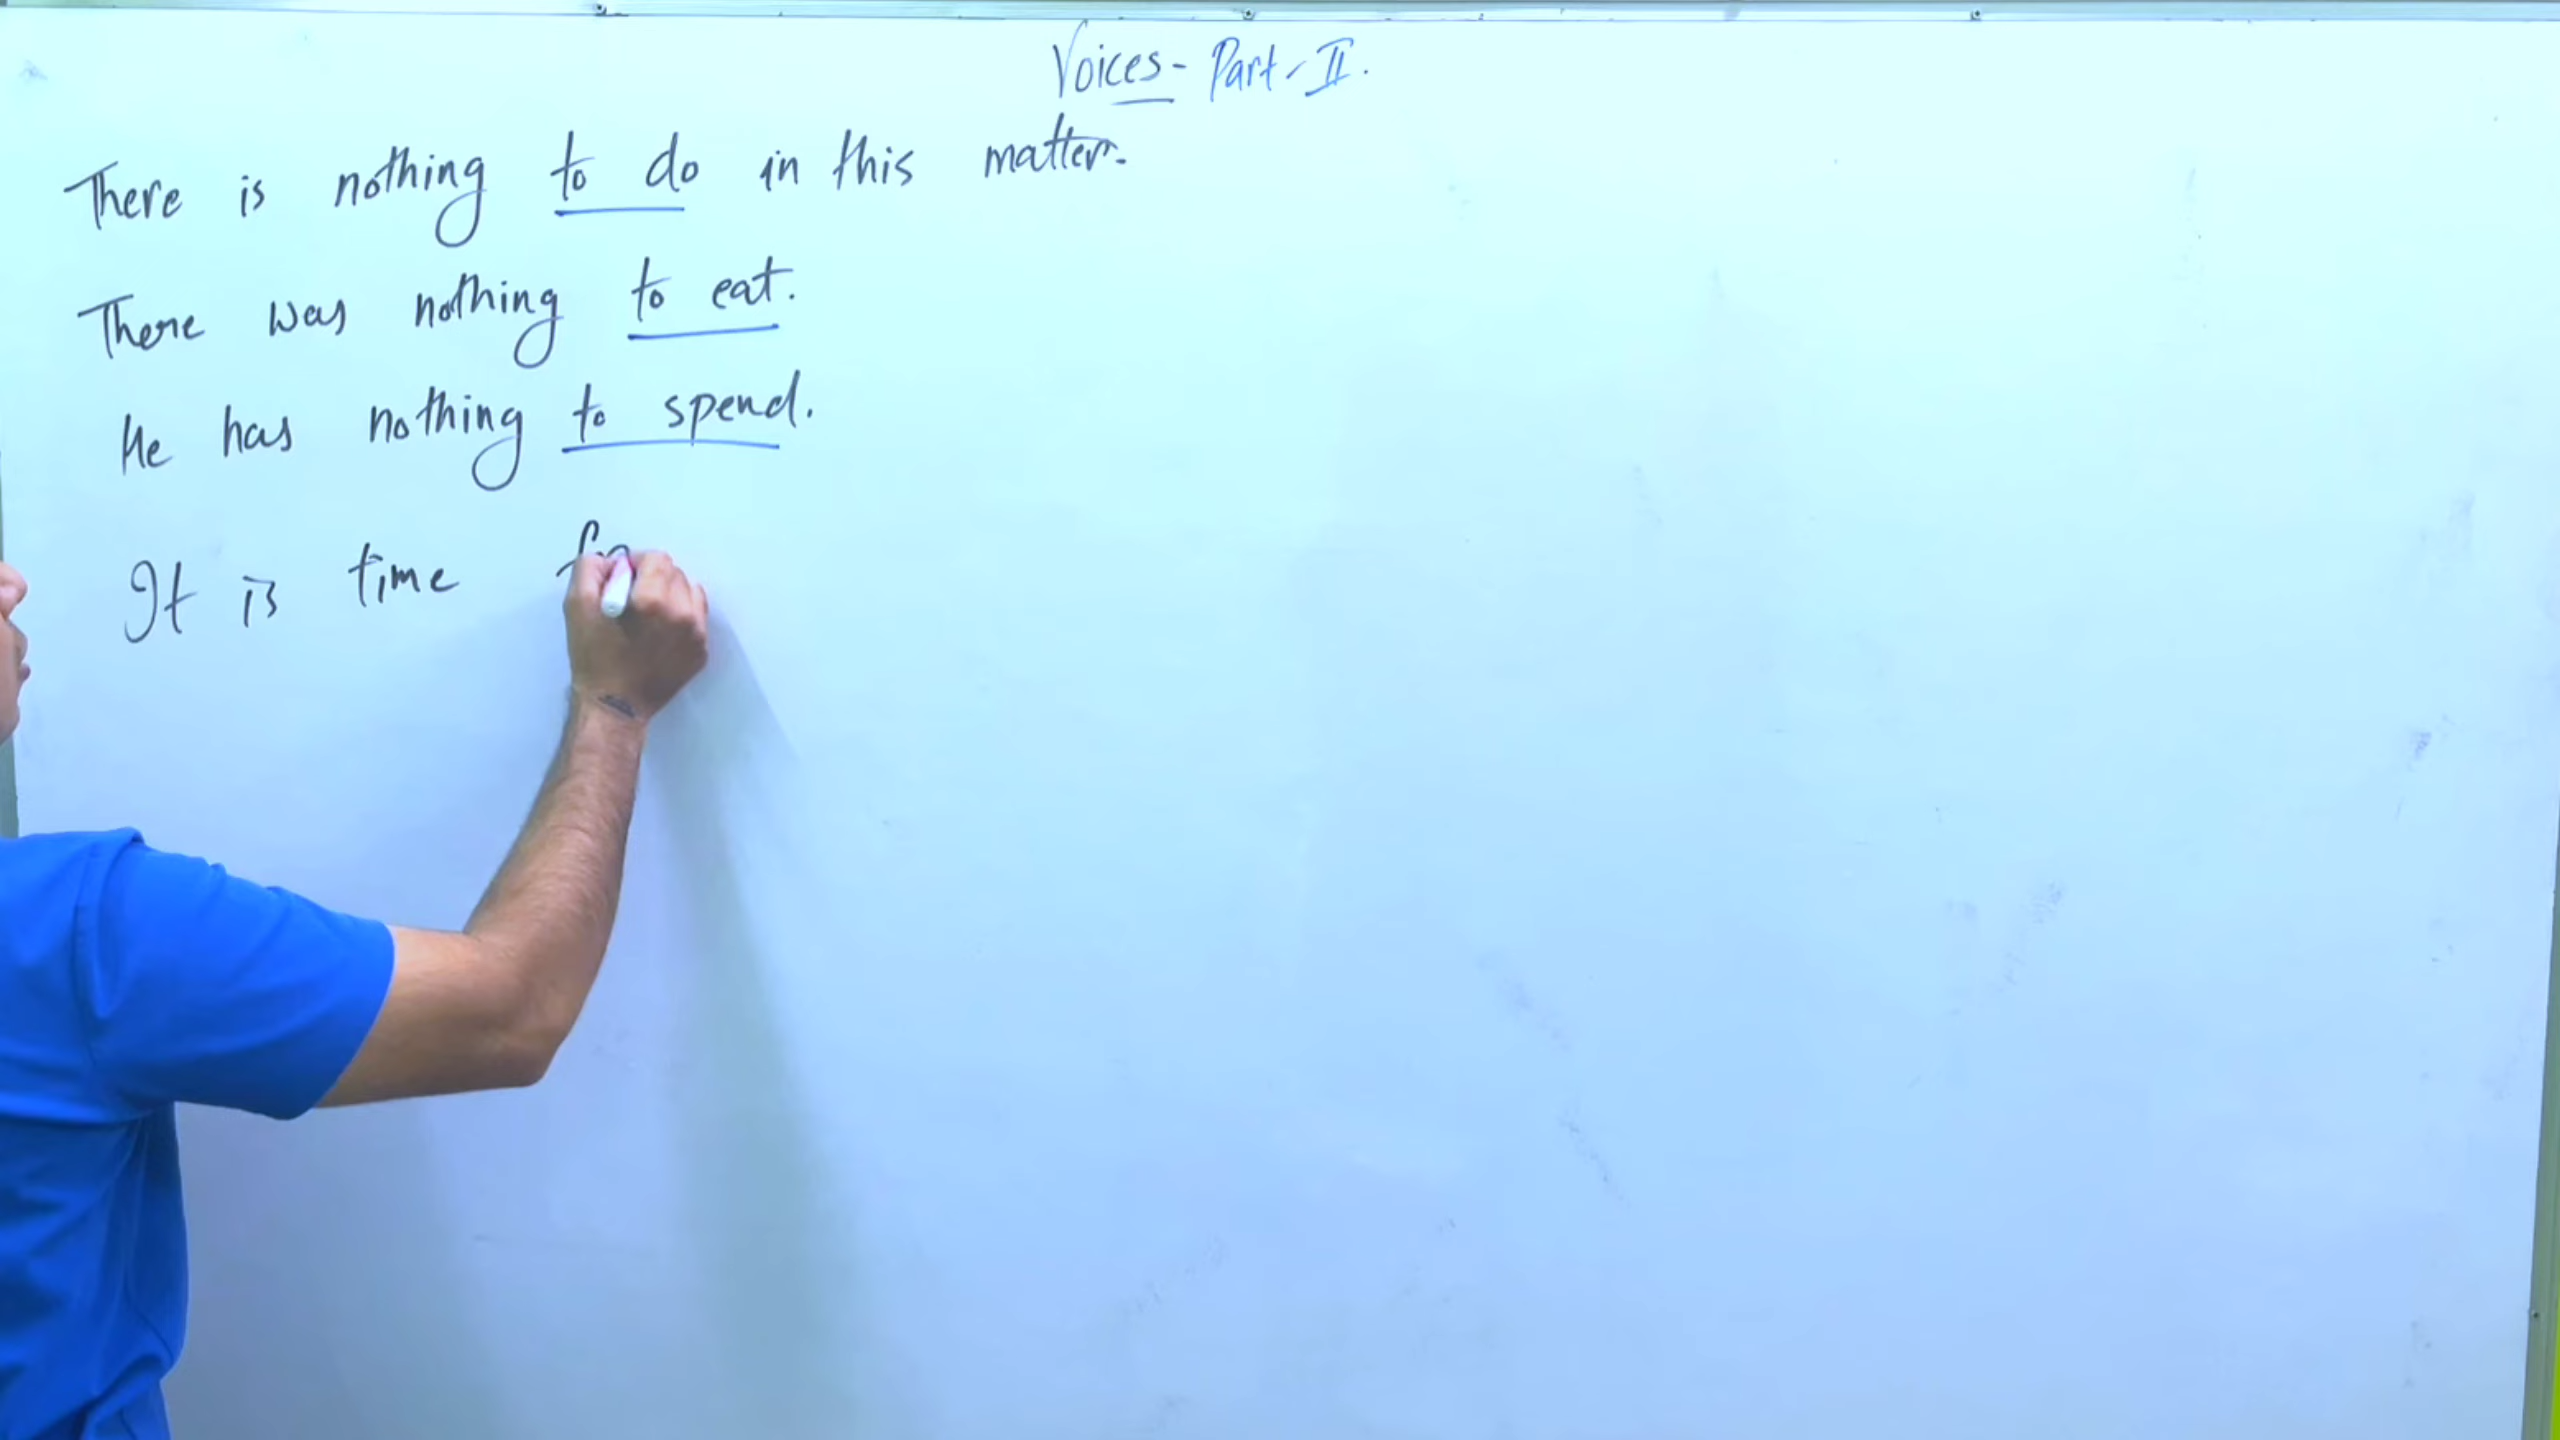 Voices - Part - II.
There is nothing to do in this matter.
There was nothing to eat.
He has nothing to spend.
It is time